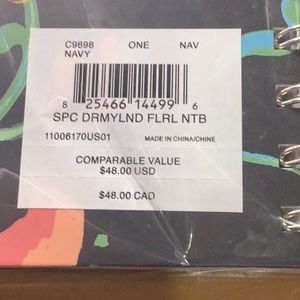 C9698 ONE NAV
NAVY
8 25466 14499 6
SPC DRMYLND FLRL NTB
11006170US01 MADE IN CHINA/CHINE
COMPARABLE VALUE
$48.00 USD
$48.00 CAD